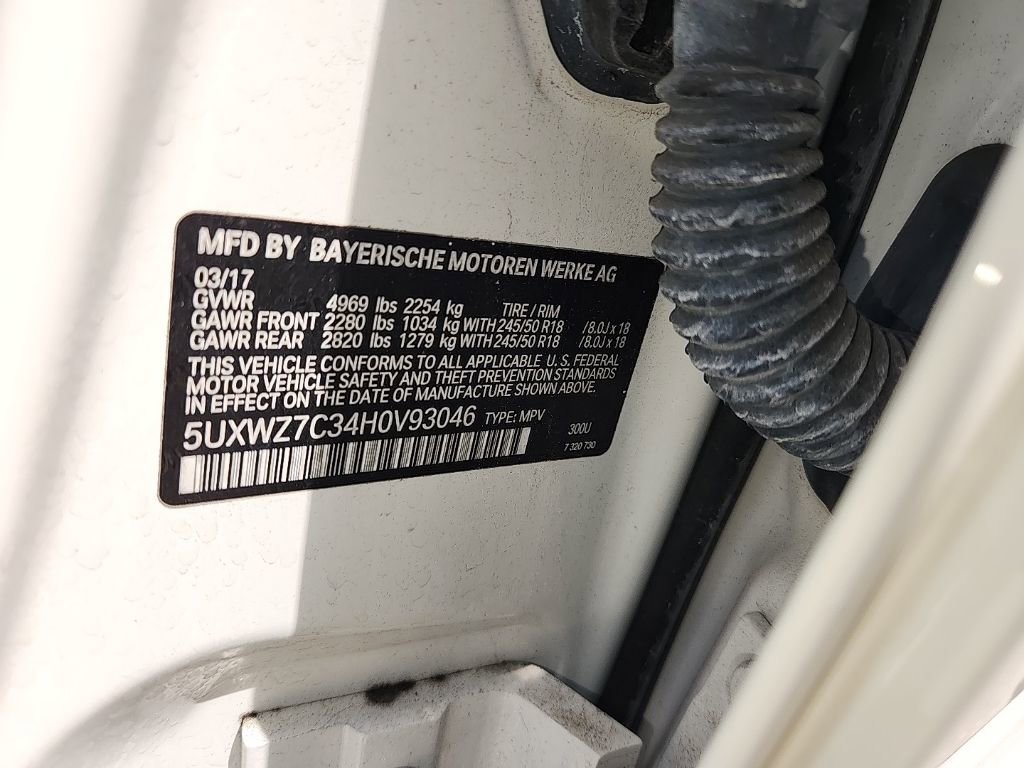 MFD BY BAYERISCHE MOTOREN WERKE AG
03/17
GVWR 4969 lbs 2254 kg TIRE / RIM
GAWR FRONT 2280 lbs 1034 kg WITH 245/50 R18 /8.0J x 18
GAWR REAR 2820 lbs 1279 kg WITH 245/50 R18 /8.0J x 18
THIS VEHICLE CONFORMS TO ALL APPLICABLE U.S. FEDERAL
MOTOR VEHICLE SAFETY AND THEFT PREVENTION STANDARDS
IN EFFECT ON THE DATE OF MANUFACTURE SHOWN ABOVE.
5UXWZ7C34H0V93046 TYPE: MPV
300U
7 320 730